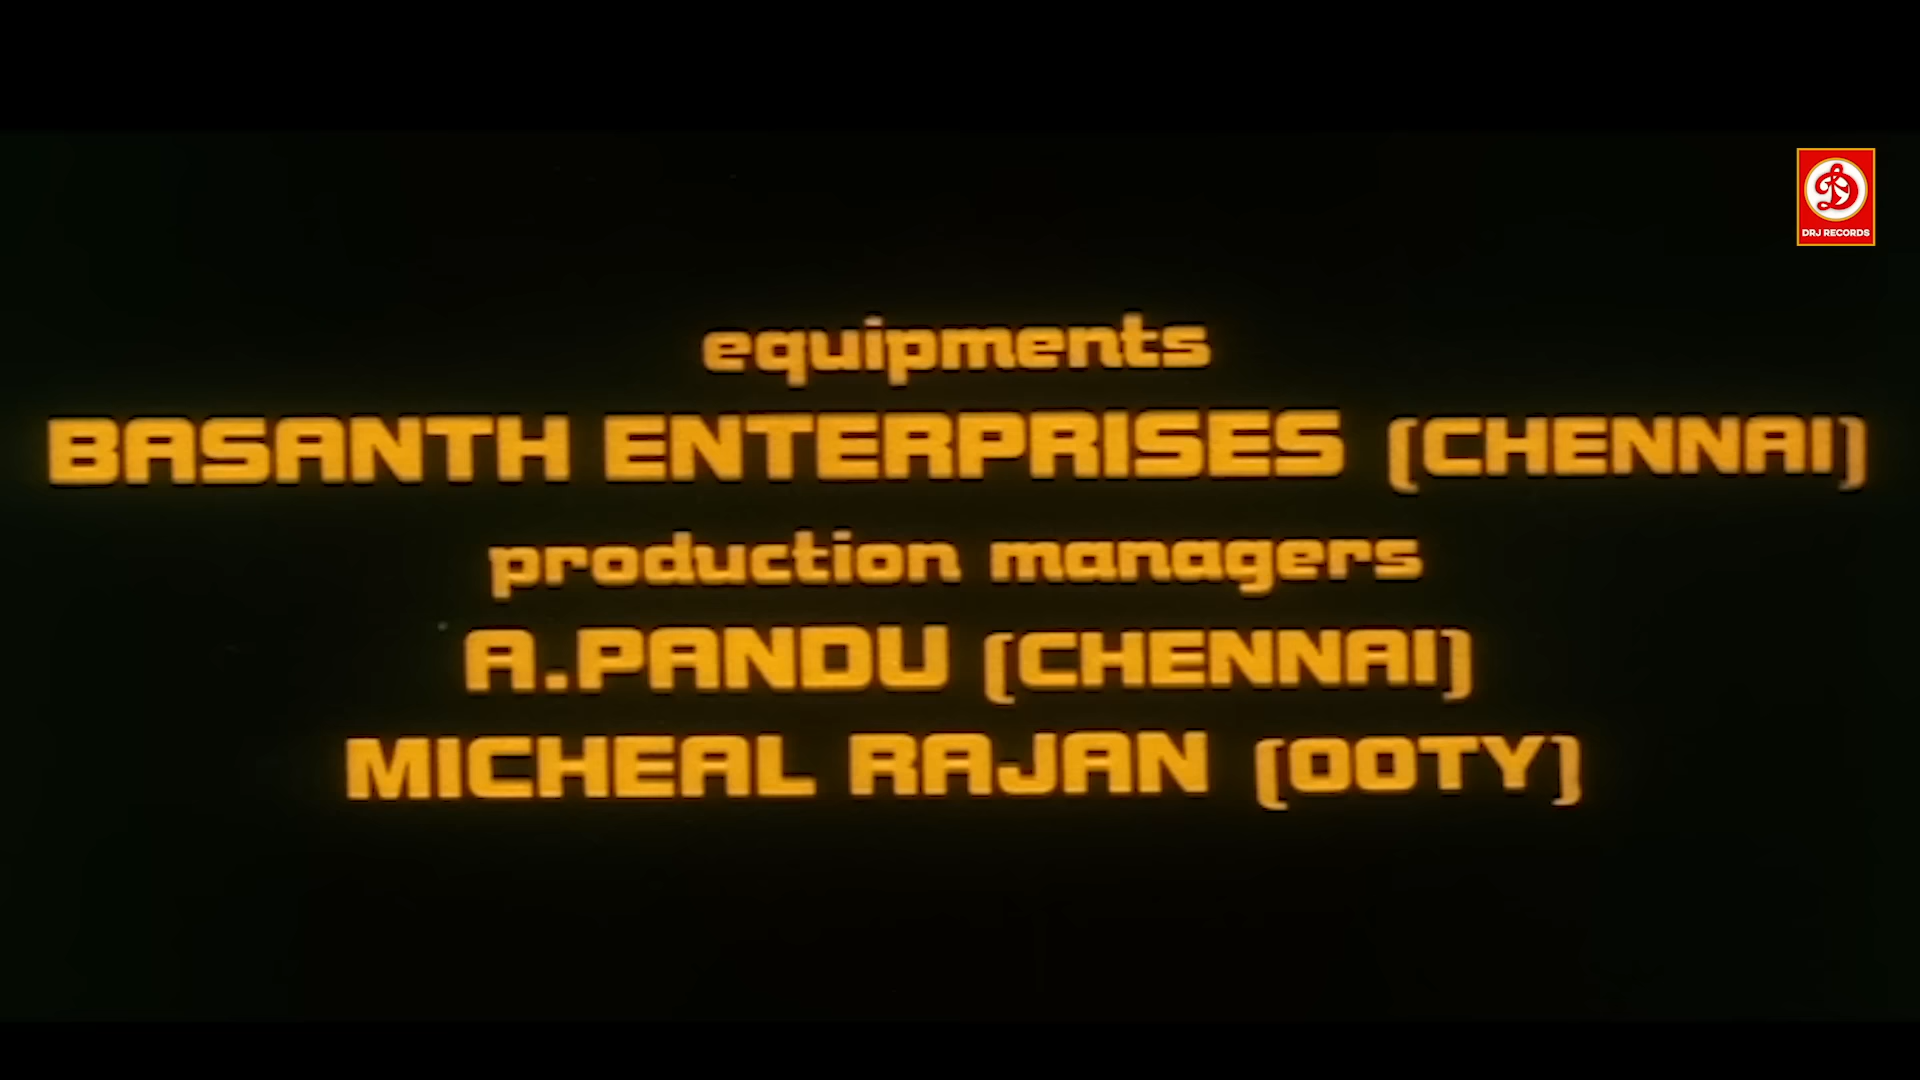 DRJ RECORDS
equipments
BASANTH ENTERPRISES (CHENNAI)
production managers
A.PANDU (CHENNAI)
MICHEAL RAJAN (OOTY)